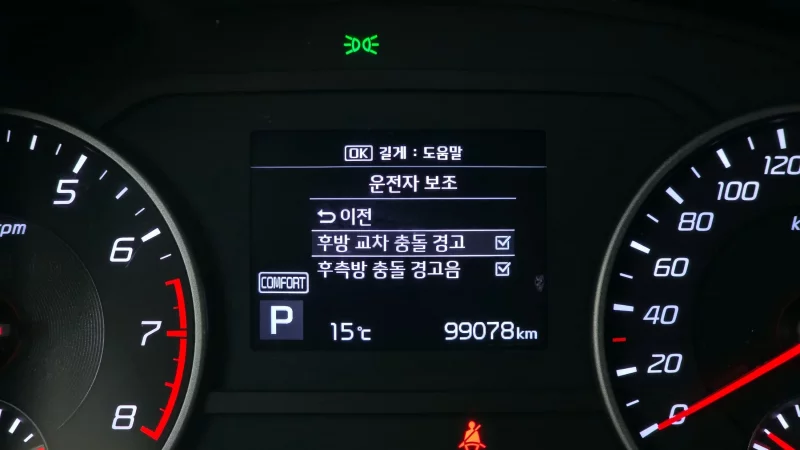 OK 길게 : 도움말
운전자 보조
이전
후방 교차 충돌 경고
후측방 충돌 경고음
COMFORT
P
15℃
99078km
rpm
5
6
7
8
0
20
40
60
80
100
120
k